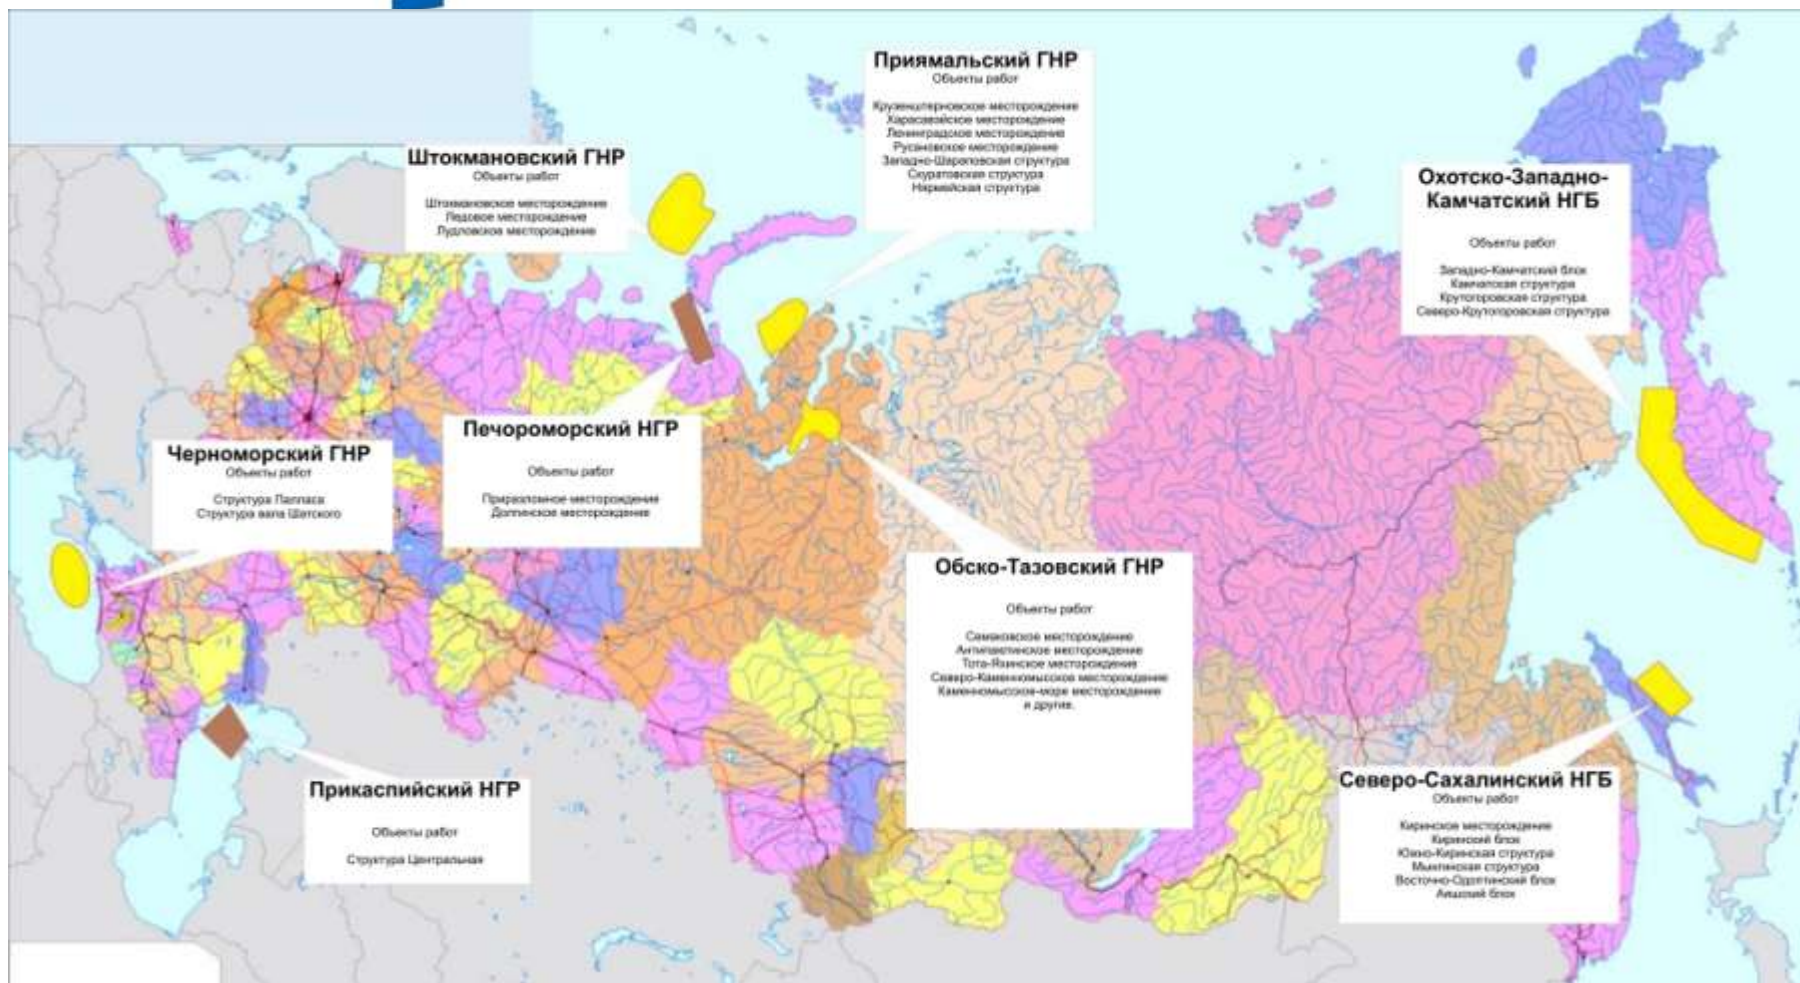 Приямальский ГНР
Объекты работ
Крузенштерновское месторождение
Харасавэйское месторождение
Ленинградское месторождение
Русановское месторождение
Западно-Шараповская структура
Скуратовская структура
Нярмейская структура
Штокмановский ГНР
Объекты работ
Штокмановское месторождение
Ледовое месторождение
Лудловское месторождение
Охотско-Западно-
Камчатский НГБ
Объекты работ
Западно-Камчатский блок
Камчатская структура
Крутогоровская структура
Северо-Крутогоровская структура
Печороморский НГР
Объекты работ
Приразломное месторождение
Долгинское месторождение
Черноморский ГНР
Объекты работ
Структура Палласа
Структура вала Шатского
Обско-Тазовский ГНР
Объекты работ
Семаковское месторождение
Антипаютинское месторождение
Тота-Яхинское месторождение
Северо-Каменномысское месторождение
Каменномысское-море месторождение
и другие.
Прикаспийский НГР
Объекты работ
Структура Центральная
Северо-Сахалинский НГБ
Объекты работ
Киринское месторождение
Киринский блок
Южно-Киринская структура
Мынгинская структура
Восточно-Одоптинский блок
Аяшский блок